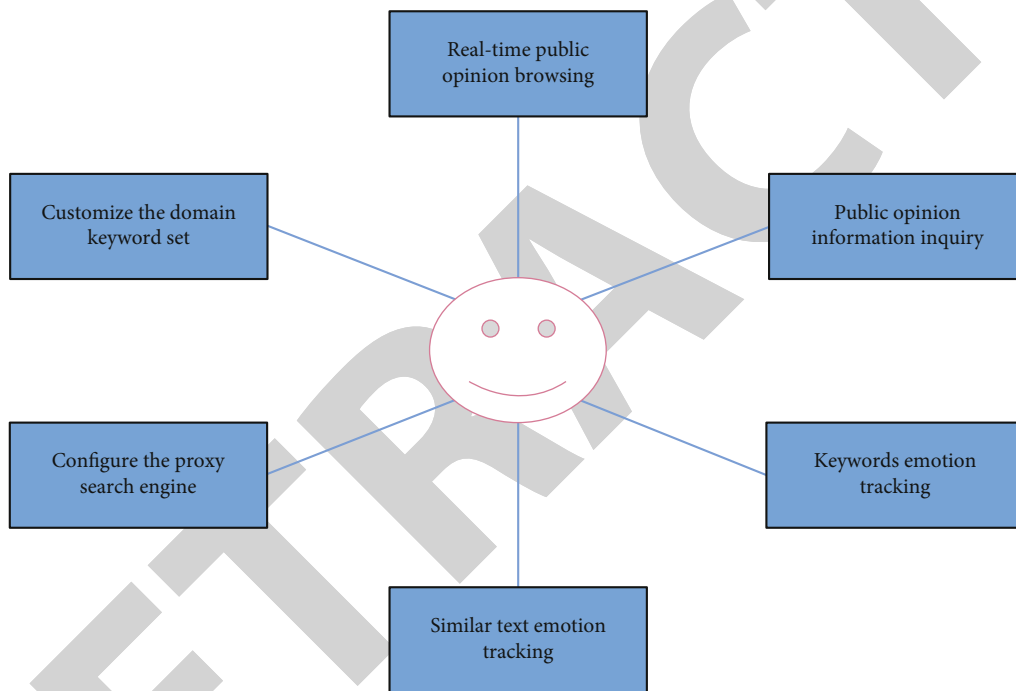 Real-time public
opinion browsing
Customize the domain
keyword set
Public opinion
information inquiry
Configure the proxy
search engine
Keywords emotion
tracking
Similar text emotion
tracking
ETRACT